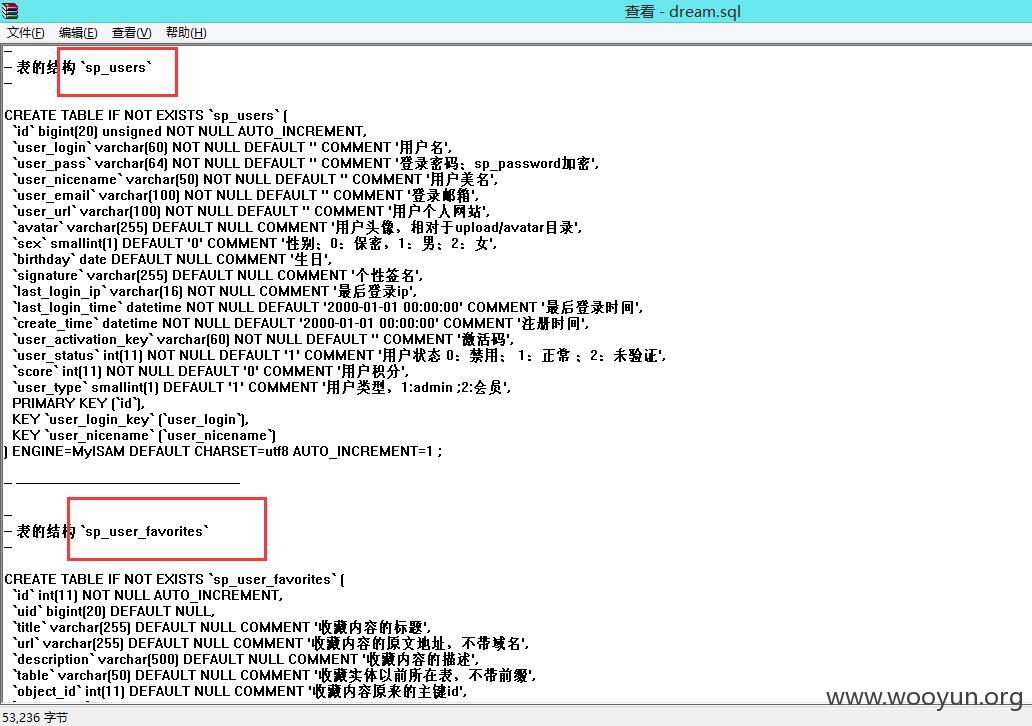 查看 - dream.sql
文件(F) 编辑(E) 查看(V) 帮助(H)
--
-- 表的结构 `sp_users`
--
CREATE TABLE IF NOT EXISTS `sp_users` (
`id` bigint(20) unsigned NOT NULL AUTO_INCREMENT,
`user_login` varchar(60) NOT NULL DEFAULT '' COMMENT '用户名',
`user_pass` varchar(64) NOT NULL DEFAULT '' COMMENT '登录密码；sp_password加密',
`user_nicename` varchar(50) NOT NULL DEFAULT '' COMMENT '用户美名',
`user_email` varchar(100) NOT NULL DEFAULT '' COMMENT '登录邮箱',
`user_url` varchar(100) NOT NULL DEFAULT '' COMMENT '用户个人网站',
`avatar` varchar(255) DEFAULT NULL COMMENT '用户头像，相对于upload/avatar目录',
`sex` smallint(1) DEFAULT '0' COMMENT '性别；0：保密，1：男；2：女',
`birthday` date DEFAULT NULL COMMENT '生日',
`signature` varchar(255) DEFAULT NULL COMMENT '个性签名',
`last_login_ip` varchar(16) NOT NULL COMMENT '最后登录ip',
`last_login_time` datetime NOT NULL DEFAULT '2000-01-01 00:00:00' COMMENT '最后登录时间',
`create_time` datetime NOT NULL DEFAULT '2000-01-01 00:00:00' COMMENT '注册时间',
`user_activation_key` varchar(60) NOT NULL DEFAULT '' COMMENT '激活码',
`user_status` int(11) NOT NULL DEFAULT '1' COMMENT '用户状态 0：禁用； 1：正常 ；2：未验证',
`score` int(11) NOT NULL DEFAULT '0' COMMENT '用户积分',
`user_type` smallint(1) DEFAULT '1' COMMENT '用户类型，1:admin ;2:会员',
PRIMARY KEY (`id`),
KEY `user_login_key` (`user_login`),
KEY `user_nicename` (`user_nicename`)
) ENGINE=MyISAM DEFAULT CHARSET=utf8 AUTO_INCREMENT=1 ;
-- --------------------------------------------------------
--
-- 表的结构 `sp_user_favorites`
--
CREATE TABLE IF NOT EXISTS `sp_user_favorites` (
`id` int(11) NOT NULL AUTO_INCREMENT,
`uid` bigint(20) DEFAULT NULL,
`title` varchar(255) DEFAULT NULL COMMENT '收藏内容的标题',
`url` varchar(255) DEFAULT NULL COMMENT '收藏内容的原文地址，不带域名',
`description` varchar(500) DEFAULT NULL COMMENT '收藏内容的描述',
`table` varchar(50) DEFAULT NULL COMMENT '收藏实体以前所在表，不带前缀',
`object_id` int(11) DEFAULT NULL COMMENT '收藏内容原来的主键id',
www.wooyun.org
53,236 字节